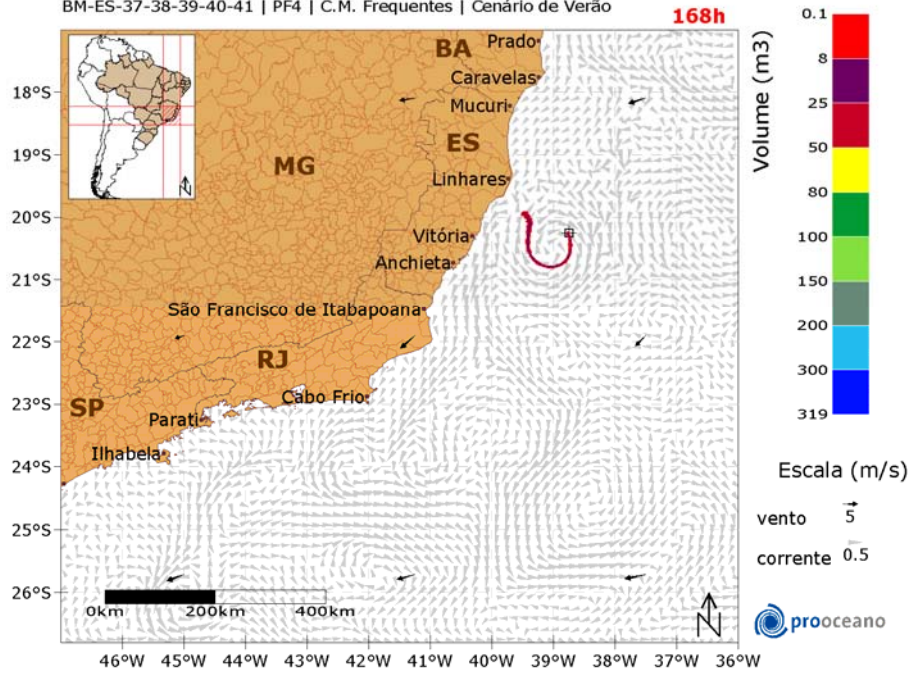 BM-ES-37-38-39-40-41 | PF4 | C.M. Frequentes | Cenário de Verão
168h
BA
Prado
Caravelas
Mucuri
ES
MG
Linhares
Vitória
Anchieta
São Francisco de Itabapoana
RJ
Cabo Frio
SP
Parati
Ilhabela
18°S
19°S
20°S
21°S
22°S
23°S
24°S
25°S
26°S
0km 200km 400km
N
N
46°W 45°W 44°W 43°W 42°W 41°W 40°W 39°W 38°W 37°W 36°W
Volume (m3)
0.1
8
25
50
80
100
150
200
300
319
Escala (m/s)
vento 5
corrente 0.5
prooceano